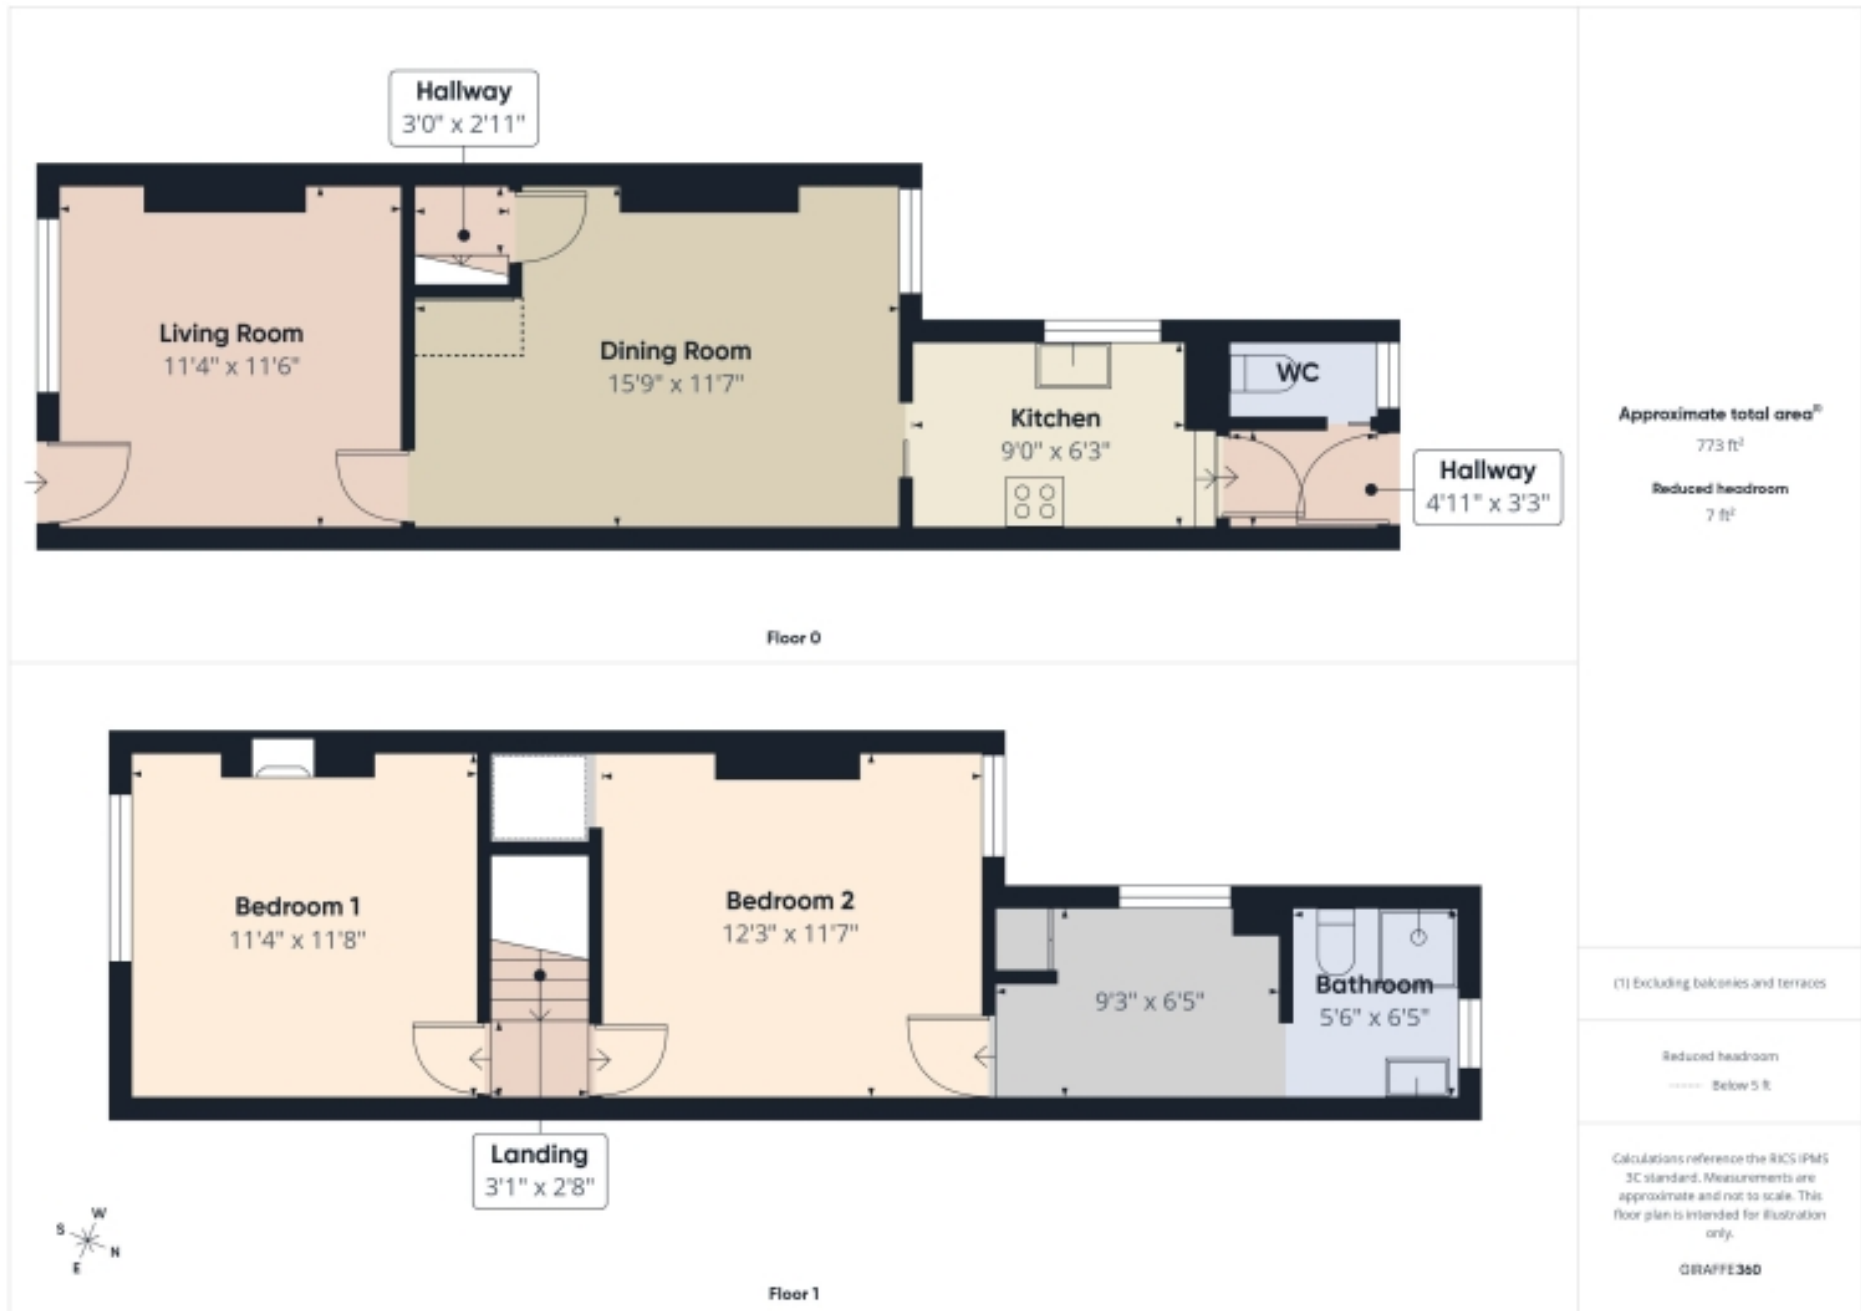 Hallway
3'0" x 2'11"
Living Room
11'4" x 11'6"
Dining Room
15'9" x 11'7"
Kitchen
9'0" x 6'3"
WC
Hallway
4'11" x 3'3"
Floor 0
Bedroom 1
11'4" x 11'8"
Bedroom 2
12'3" x 11'7"
9'3" x 6'5"
Bathroom
5'6" x 6'5"
Landing
3'1" x 2'8"
S W N E
Floor 1
Approximate total area(1)
773 ft²
Reduced headroom
7 ft²
(1) Excluding balconies and terraces
Reduced headroom
Below 5 ft
Calculations reference the RICS IPMS
3C standard. Measurements are
approximate and not to scale. This
floor plan is intended for illustration
only.
GIRAFFE360